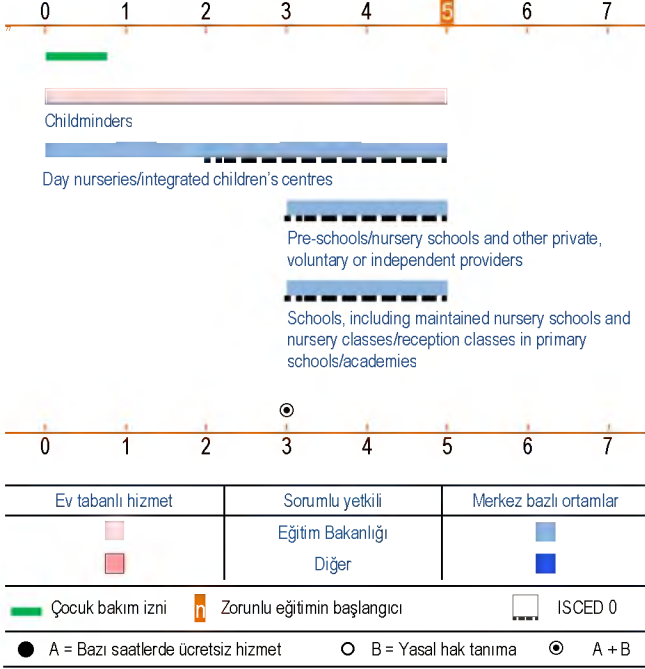 0 1 2 3 4 5 6 7
Childminders
Day nurseries/integrated children's centres
Pre-schools/nursery schools and other private,
voluntary or independent providers
Schools, including maintained nursery schools and
nursery classes/reception classes in primary
schools/academies
0 1 2 3 4 5 6 7
Ev tabanlı hizmet Sorumlu yetkili Merkez bazlı ortamlar
Eğitim Bakanlığı
Diğer
Çocuk bakım izni n Zorunlu eğitimin başlangıcı ISCED 0
A = Bazı saatlerde ücretsiz hizmet B = Yasal hak tanıma A + B